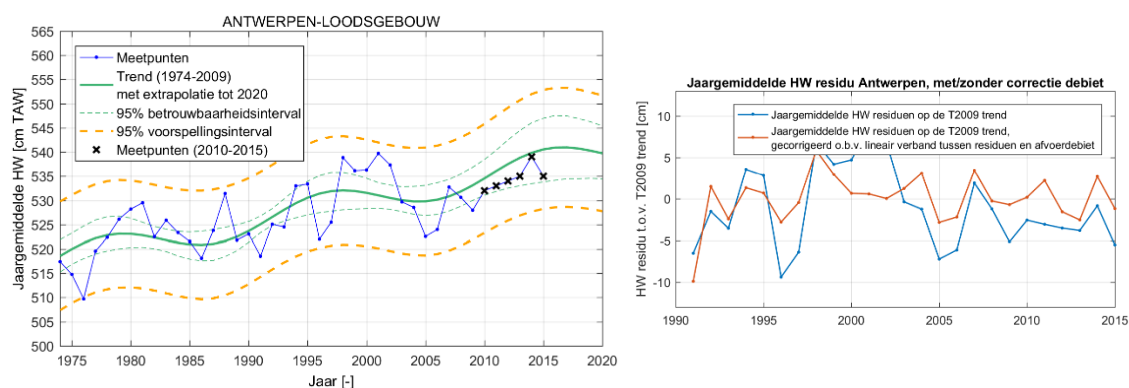 ANTWERPEN-LOODSGEBOUW
Jaargemiddelde HW [cm TAW]
565
560
555
550
545
540
535
530
525
520
515
510
505
500
Meetpunten
Trend (1974-2009)
met extrapolatie tot 2020
95% betrouwbaarheidsinterval
95% voorspellingsinterval
Meetpunten (2010-2015)
1975 1980 1985 1990 1995 2000 2005 2010 2015 2020
Jaar [-]
Jaargemiddelde HW residu Antwerpen, met/zonder correctie debiet
HW residu t.o.v. T2009 trend [cm]
10
5
0
-5
-10
Jaargemiddelde HW residuen op de T2009 trend
Jaargemiddelde HW residuen op de T2009 trend,
gecorrigeerd o.b.v. lineair verband tussen residuen en afvoerdebiet
1990 1995 2000 2005 2010 2015